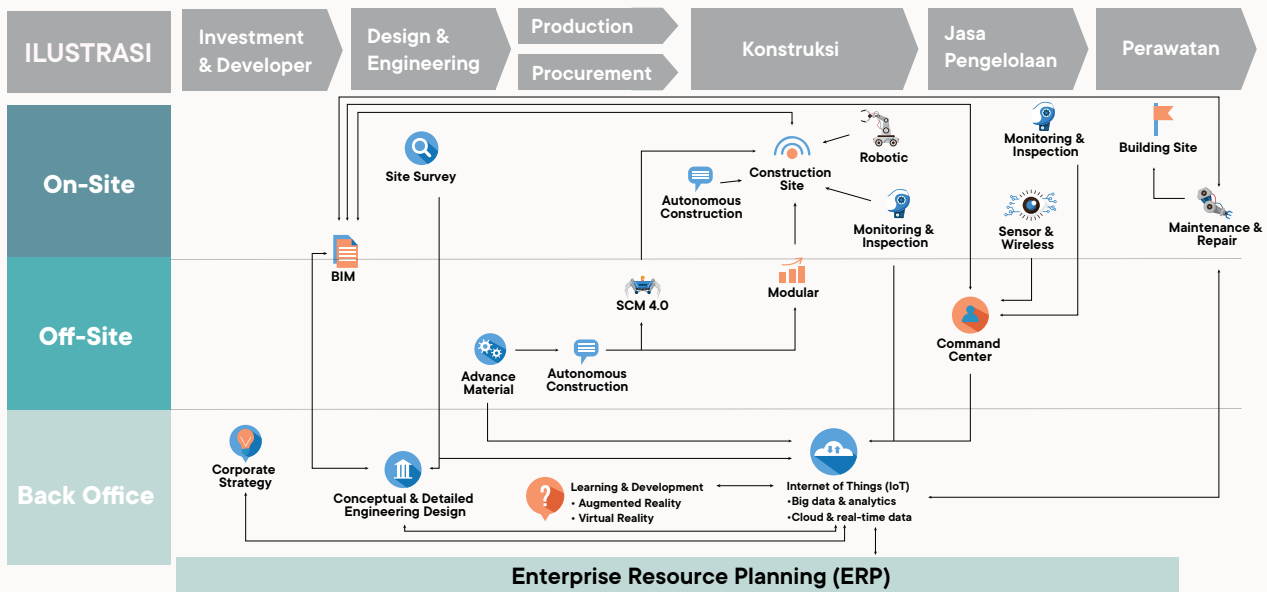 ILUSTRASI
Investment
& Developer
Design &
Engineering
Production
Procurement
Konstruksi
Jasa
Pengelolaan
Perawatan
On-Site
Site Survey
BIM
Autonomous
Construction
Construction
Site
Robotic
Monitoring &
Inspection
Monitoring &
Inspection
Sensor &
Wireless
Building Site
Maintenance &
Repair
Off-Site
Advance
Material
Autonomous
Construction
SCM 4.0
Modular
Command
Center
Back Office
Corporate
Strategy
Conceptual & Detailed
Engineering Design
Learning & Development
• Augmented Reality
• Virtual Reality
Internet of Things (IoT)
•Big data & analytics
•Cloud & real-time data
Enterprise Resource Planning (ERP)